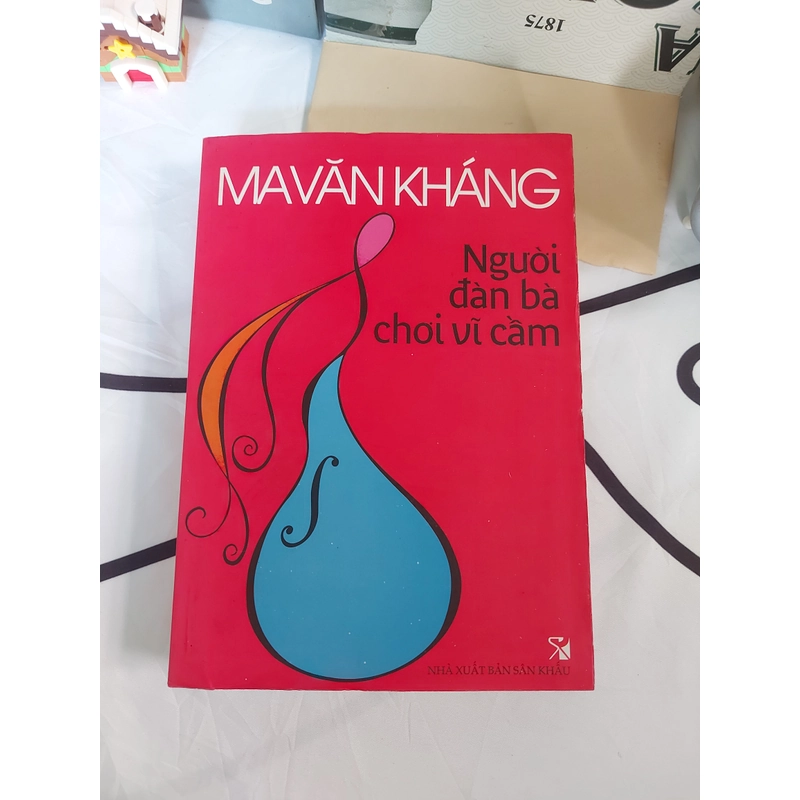 1875
MA VĂN KHÁNG
Người
đàn bà
chơi vĩ cầm
NHÀ XUẤT BẢN SÂN KHẤU